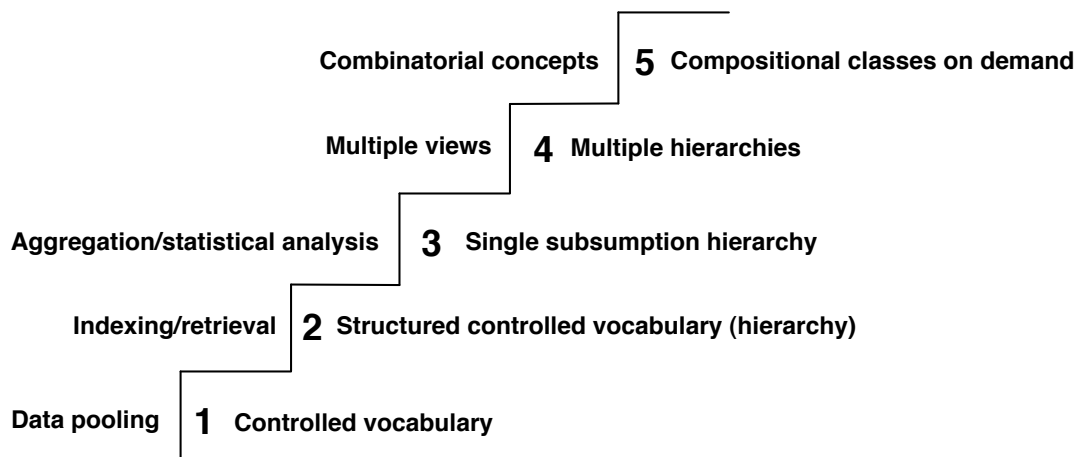 Combinatorial concepts 5 Compositional classes on demand
Multiple views 4 Multiple hierarchies
Aggregation/statistical analysis 3 Single subsumption hierarchy
Indexing/retrieval 2 Structured controlled vocabulary (hierarchy)
Data pooling 1 Controlled vocabulary